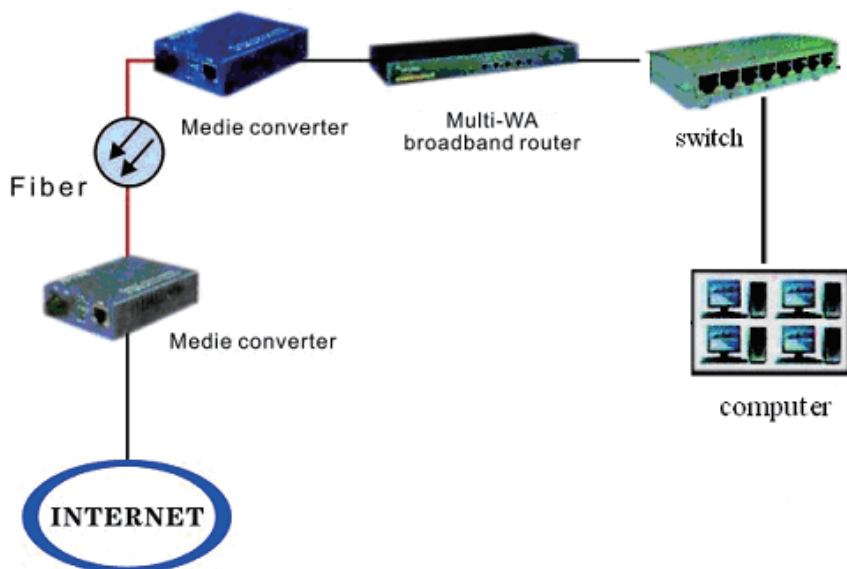 Medie converter
Multi-WA
broadband router
switch
Fiber
Medie converter
computer
INTERNET